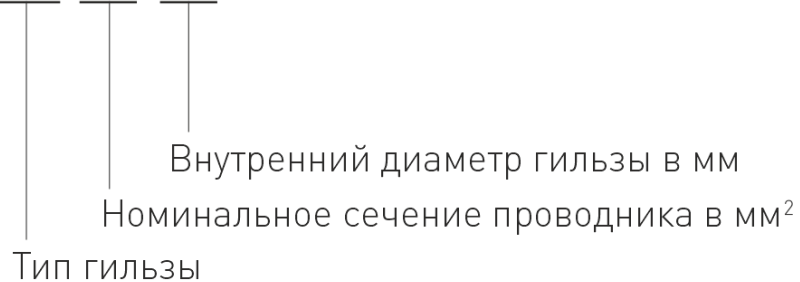 Внутренний диаметр гильзы в мм
Номинальное сечение проводника в мм²
Тип гильзы